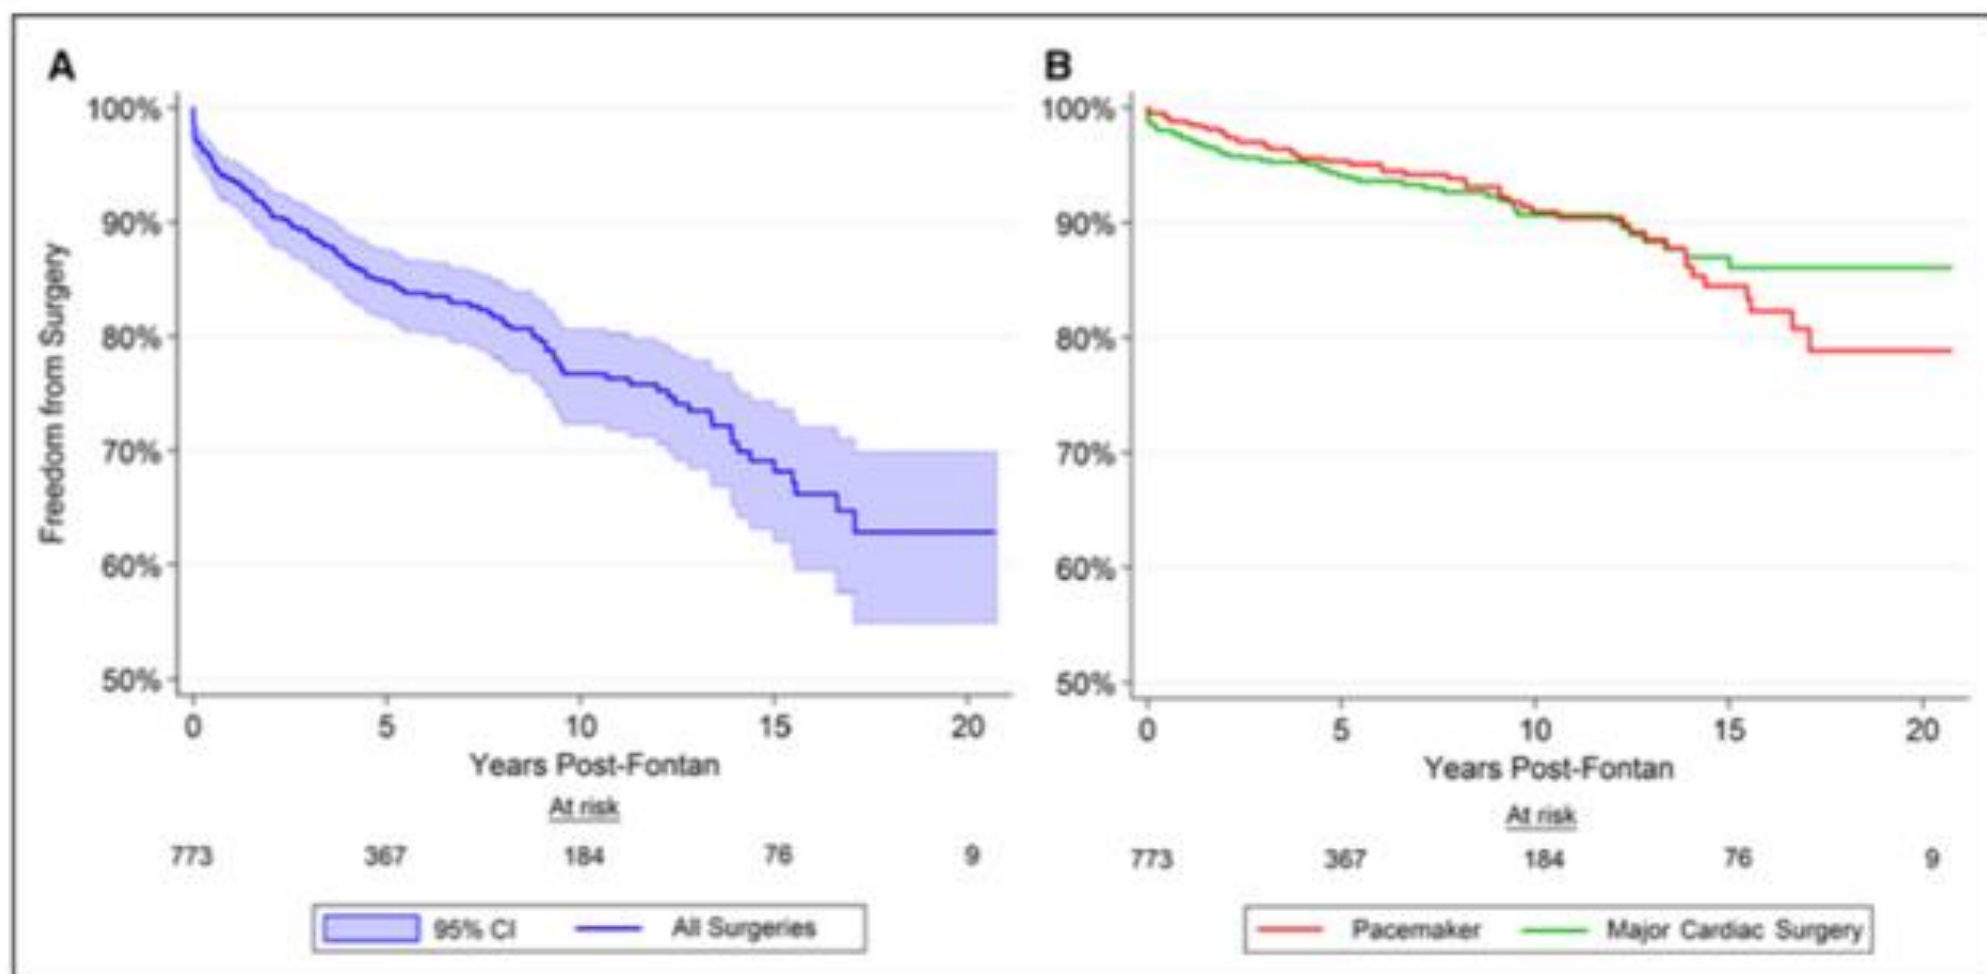 A
B
Freedom from Surgery
100%
90%
80%
70%
60%
50%
0 5 10 15 20
Years Post-Fontan
At risk
773 367 184 76 9
95% CI All Surgeries
100%
90%
80%
70%
60%
50%
0 5 10 15 20
Years Post-Fontan
At risk
773 367 184 76 9
Pacemaker Major Cardiac Surgery